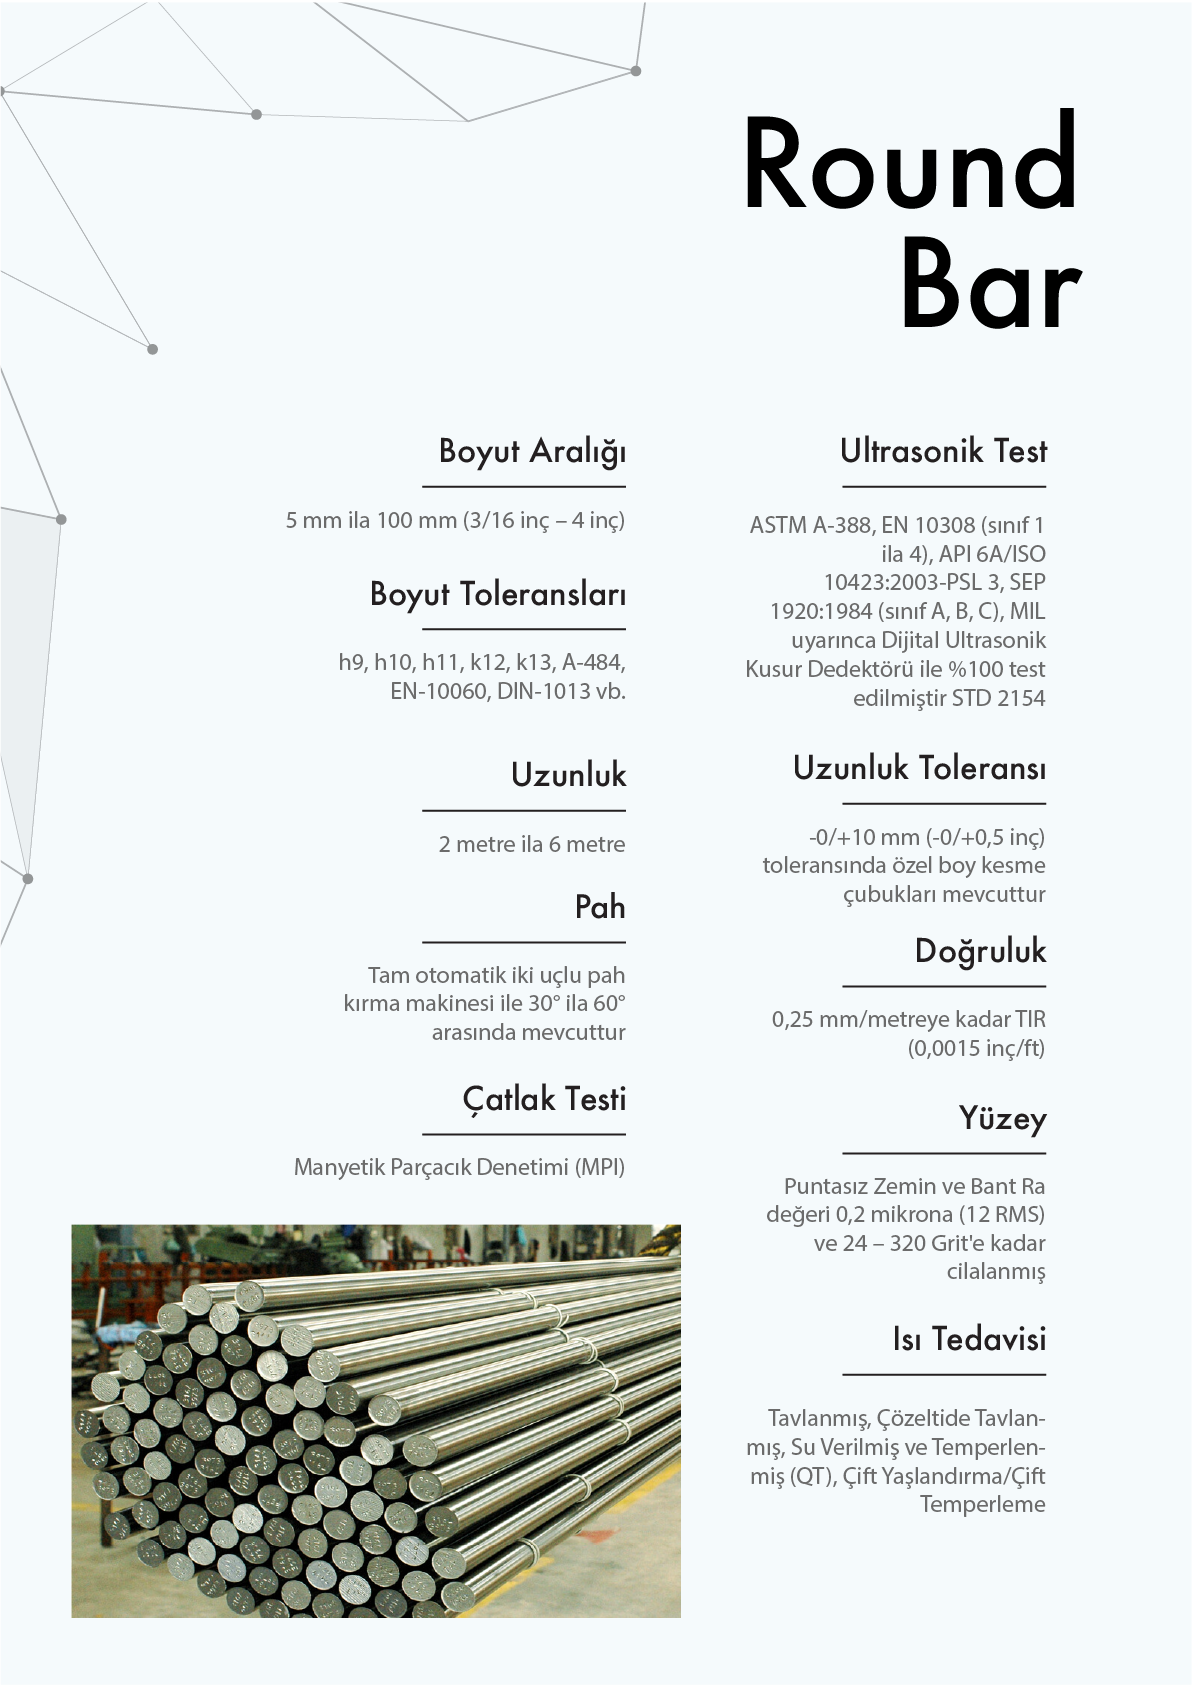 Round
Bar
Boyut Aralığı
5 mm ila 100 mm (3/16 inç – 4 inç)
Boyut Toleransları
h9, h10, h11, k12, k13, A-484,
EN-10060, DIN-1013 vb.
Uzunluk
2 metre ila 6 metre
Pah
Tam otomatik iki uçlu pah
kırma makinesi ile 30° ila 60°
arasında mevcuttur
Çatlak Testi
Manyetik Parçacık Denetimi (MPI)
Ultrasonik Test
ASTM A-388, EN 10308 (sınıf 1
ila 4), API 6A/ISO
10423:2003-PSL 3, SEP
1920:1984 (sınıf A, B, C), MIL
uyarınca Dijital Ultrasonik
Kusur Dedektörü ile %100 test
edilmiştir STD 2154
Uzunluk Toleransı
-0/+10 mm (-0/+0,5 inç)
toleransında özel boy kesme
çubukları mevcuttur
Doğruluk
0,25 mm/metreye kadar TIR
(0,0015 inç/ft)
Yüzey
Puntasız Zemin ve Bant Ra
değeri 0,2 mikrona (12 RMS)
ve 24 – 320 Grit'e kadar
cilalanmış
Isı Tedavisi
Tavlanmış, Çözeltide Tavlan-
mış, Su Verilmiş ve Temperlen-
miş (QT), Çift Yaşlandırma/Çift
Temperleme